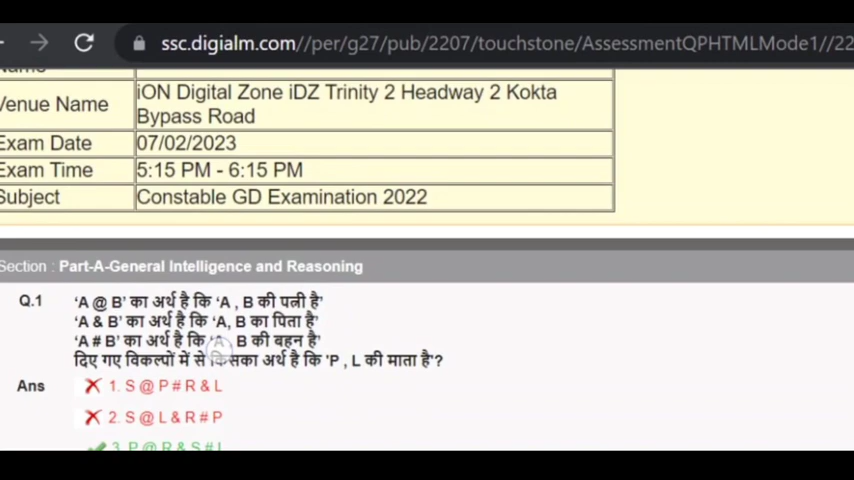 ssc.digialm.com//per/g27/pub/2207/touchstone/AssessmentQPHTMLMode1//22
Name
Venue Name iON Digital Zone iDZ Trinity 2 Headway 2 Kokta
Bypass Road
Exam Date 07/02/2023
Exam Time 5:15 PM - 6:15 PM
Subject Constable GD Examination 2022
Section : Part-A-General Intelligence and Reasoning
Q.1 ‘A @ B’ का अर्थ है कि ‘A , B की पत्नी है’
‘A & B’ का अर्थ है कि ‘A, B का पिता है’
‘A # B’ का अर्थ है कि ‘A , B की बहन है’
दिए गए विकल्पों में से किसका अर्थ है कि 'P , L की माता है'?
Ans 1. S @ P # R & L
2. S @ L & R # P
3. P @ R & S # L